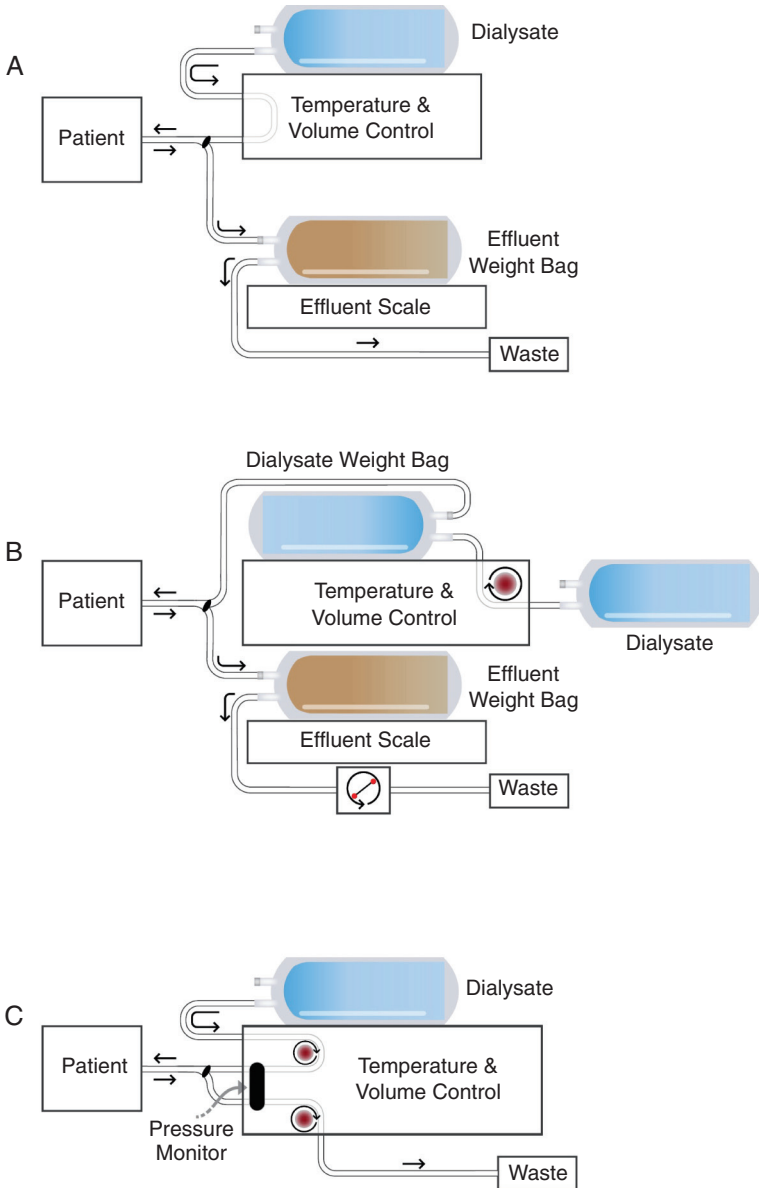 A
Dialysate
Temperature &
Volume Control
Patient
Effluent
Weight Bag
Effluent Scale
Waste
Dialysate Weight Bag
B
Patient
Temperature &
Volume Control
Dialysate
Effluent
Weight Bag
Effluent Scale
Waste
C
Dialysate
Patient
Temperature &
Volume Control
Pressure
Monitor
Waste